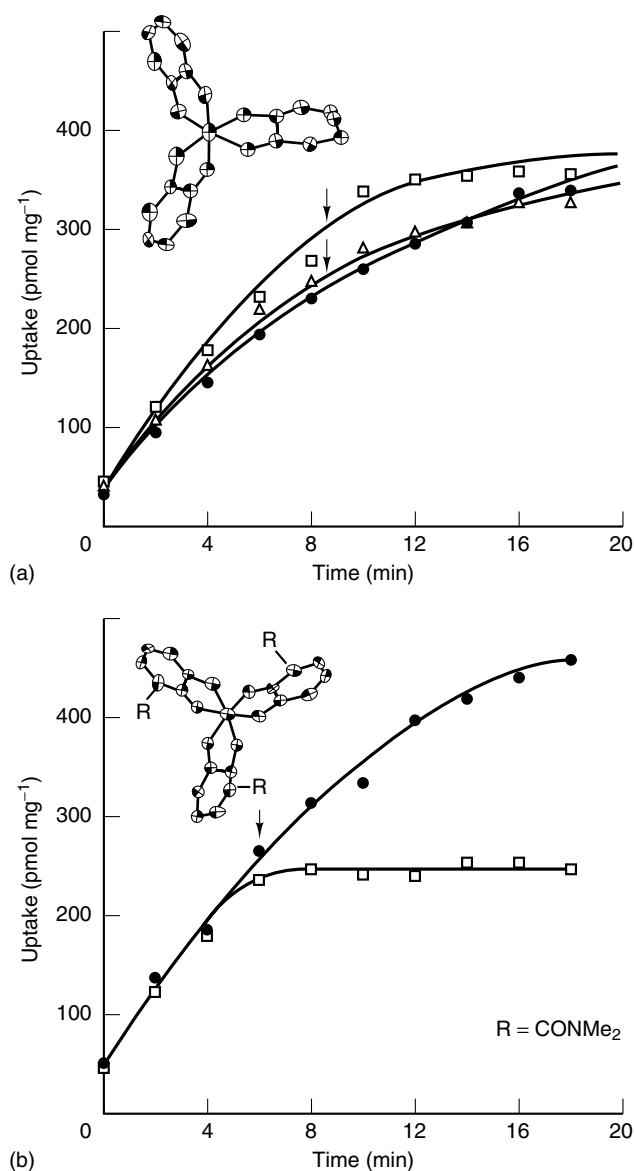 400
300
200
100
Uptake (pmol mg⁻¹)
0 4 8 12 16 20
Time (min)
(a)
R
R
R
400
300
200
100
Uptake (pmol mg⁻¹)
R = CONMe₂
0 4 8 12 16 20
Time (min)
(b)